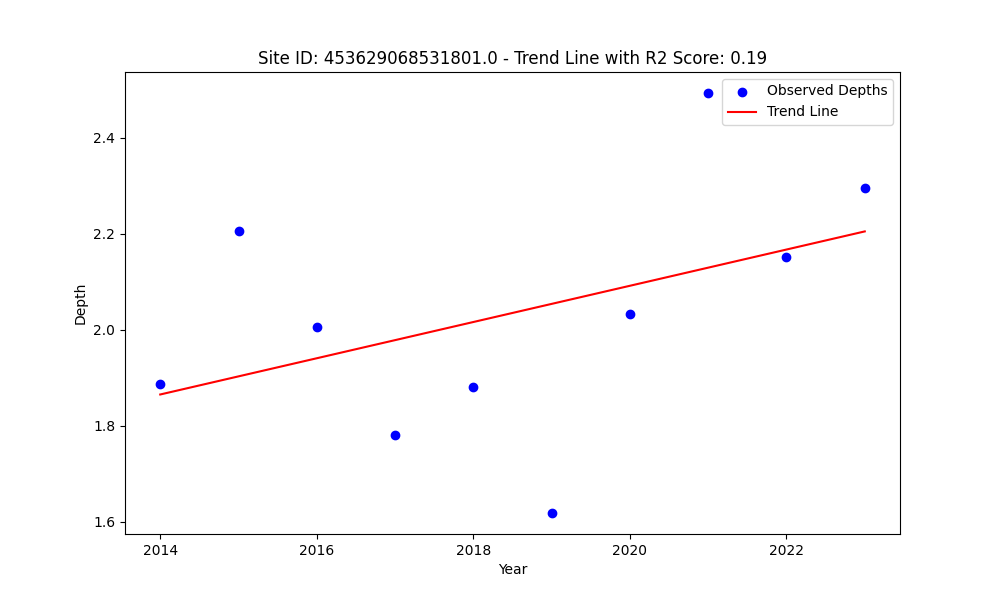 Site ID: 453629068531801.0 - Trend Line with R2 Score: 0.19
Observed Depths
Trend Line
2.4
2.2
2.0
1.8
1.6
Depth
2014
2016
2018
2020
2022
Year